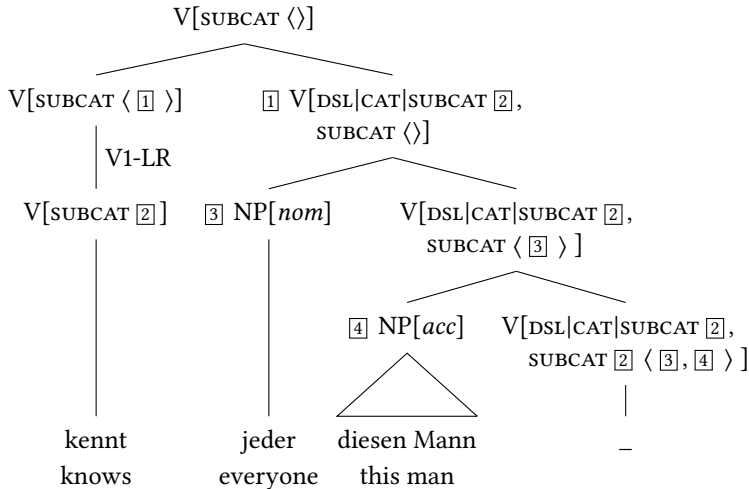 V[SUBCAT ⟨⟩]
V[SUBCAT ⟨ 1 ⟩] 1 V[DSL|CAT|SUBCAT 2,
SUBCAT ⟨⟩]
V1-LR
V[SUBCAT 2] 3 NP[nom] V[DSL|CAT|SUBCAT 2,
SUBCAT ⟨ 3 ⟩ ]
4 NP[acc] V[DSL|CAT|SUBCAT 2,
SUBCAT 2 ⟨ 3, 4 ⟩ ]
kennt jeder diesen Mann _
knows everyone this man